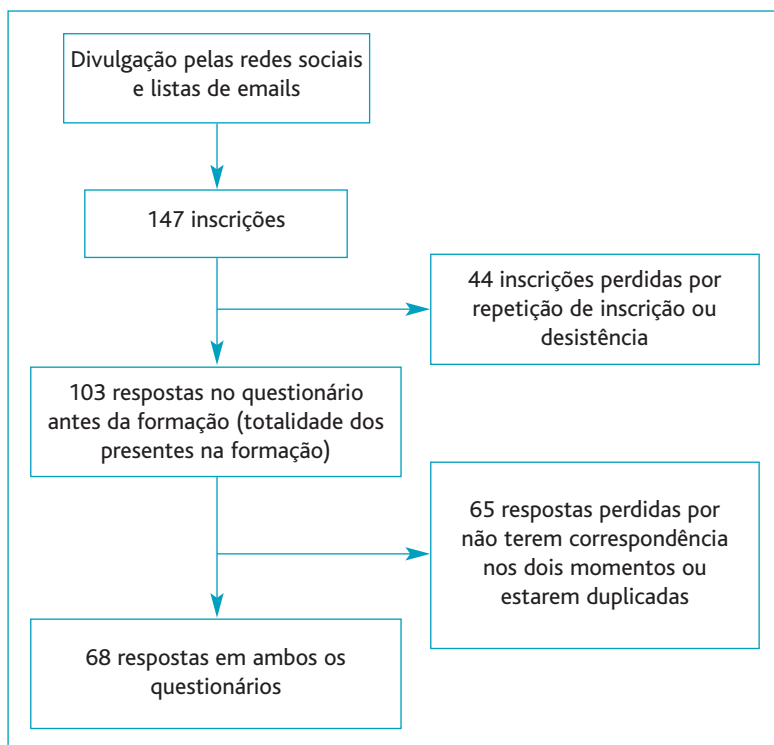 Divulgação pelas redes sociais
e listas de emails
147 inscrições
44 inscrições perdidas por
repetição de inscrição ou
desistência
103 respostas no questionário
antes da formação (totalidade dos
presentes na formação)
65 respostas perdidas por
não terem correspondência
nos dois momentos ou
estarem duplicadas
68 respostas em ambos os
questionários